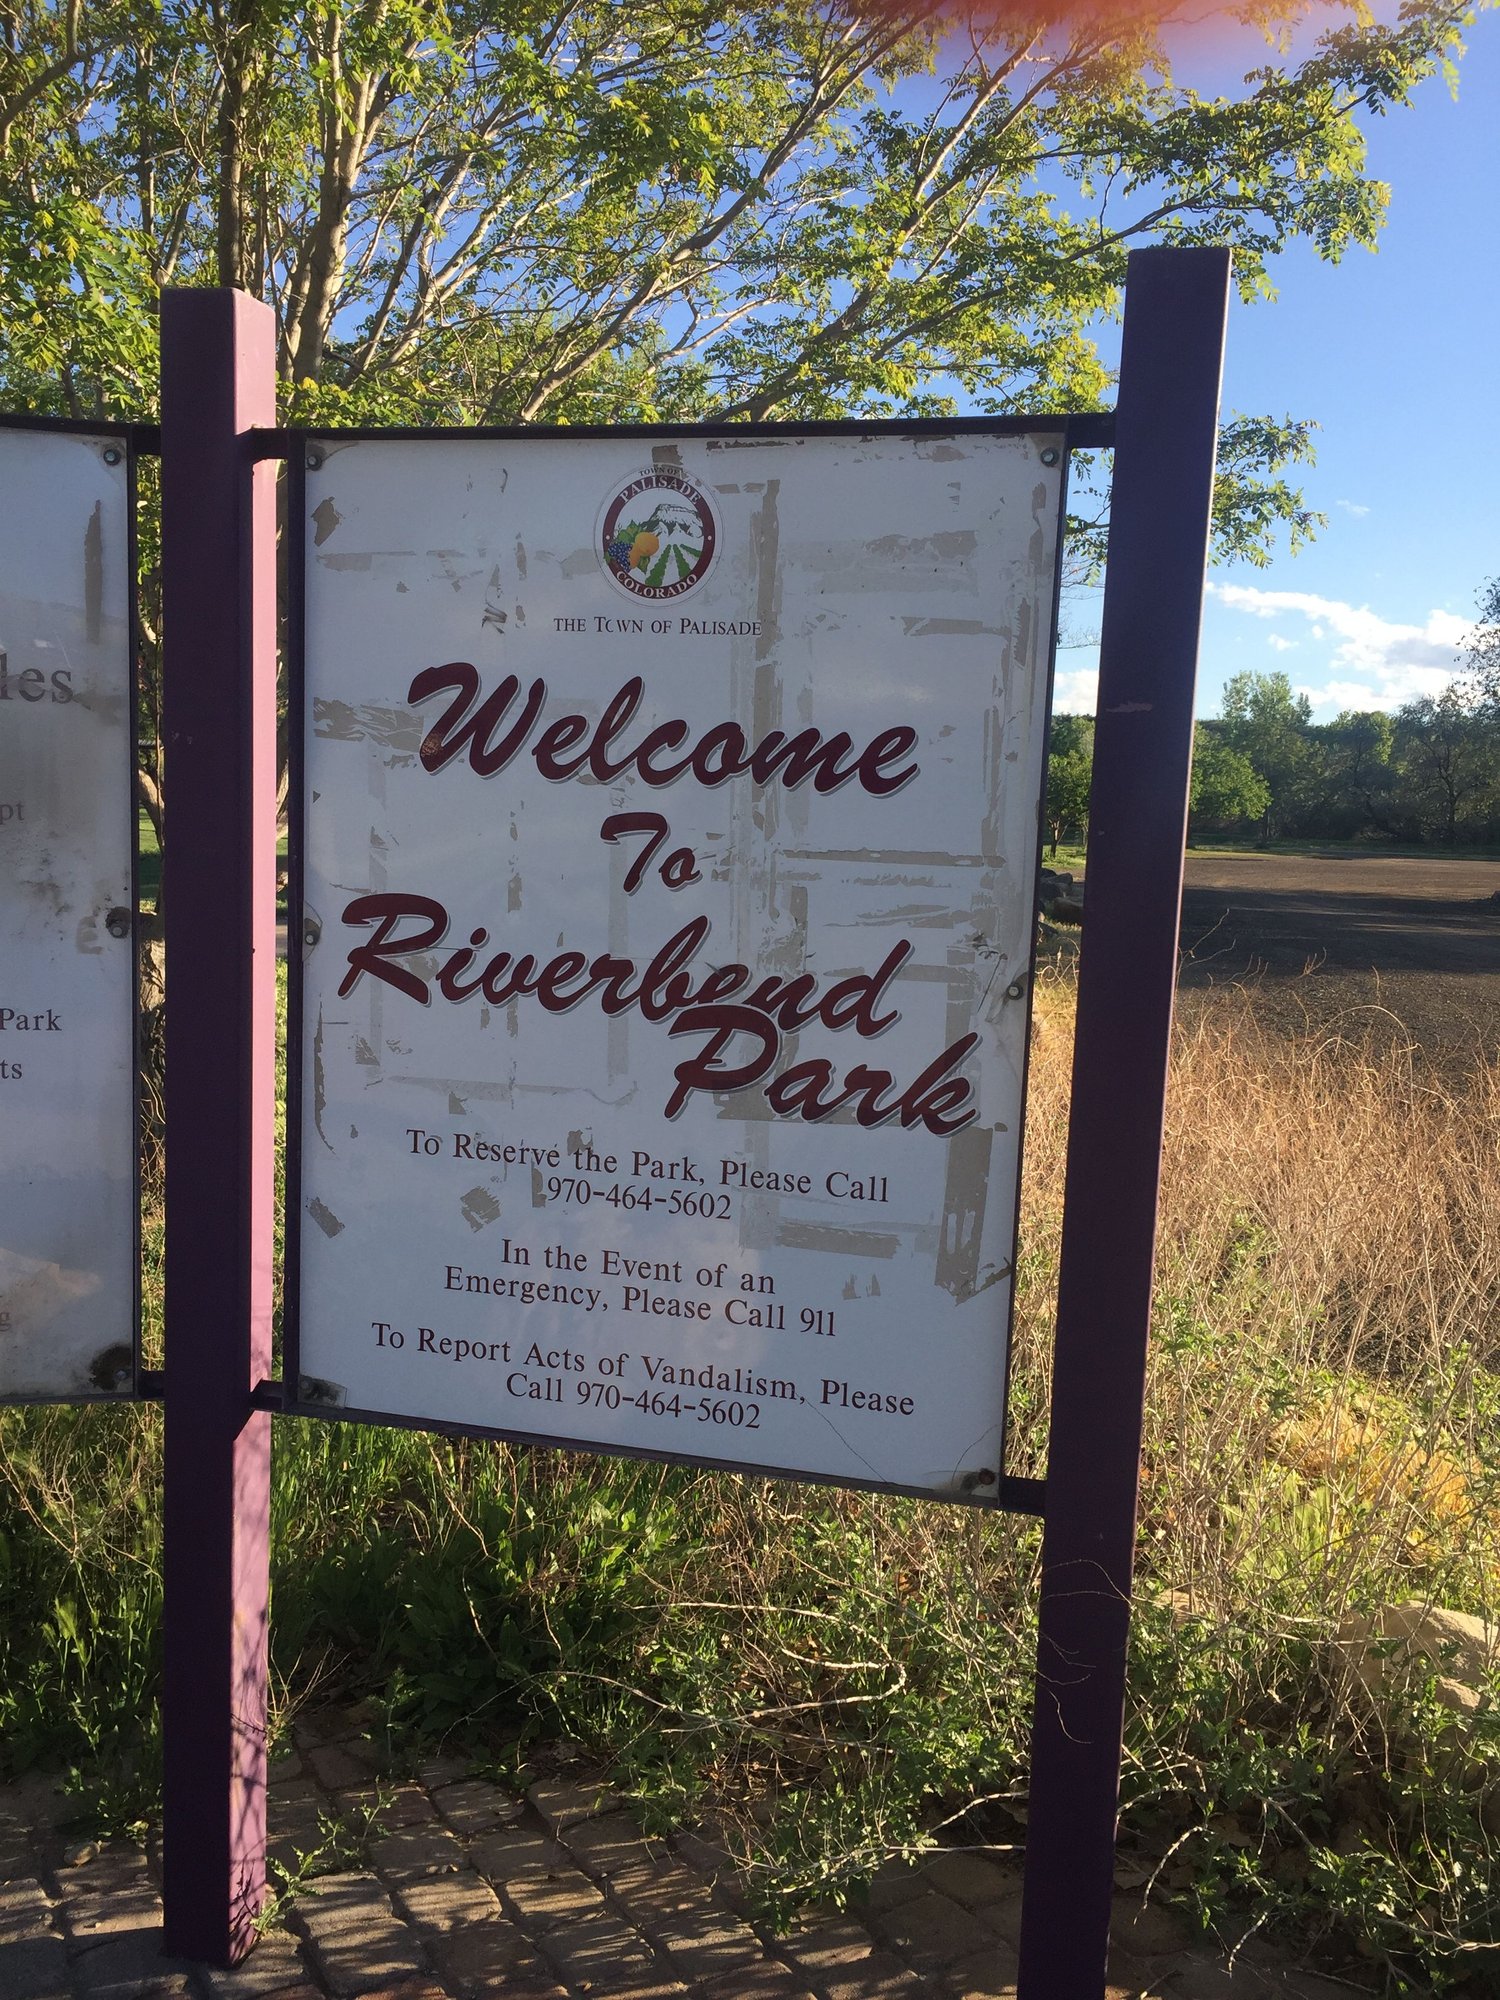 les
pt
Park
ts
g
TOWN OF
PALISADE
COLORADO
THE TOWN OF PALISADE
Welcome
To
Riverbend
Park
To Reserve the Park, Please Call
970-464-5602
In the Event of an
Emergency, Please Call 911
To Report Acts of Vandalism, Please
Call 970-464-5602